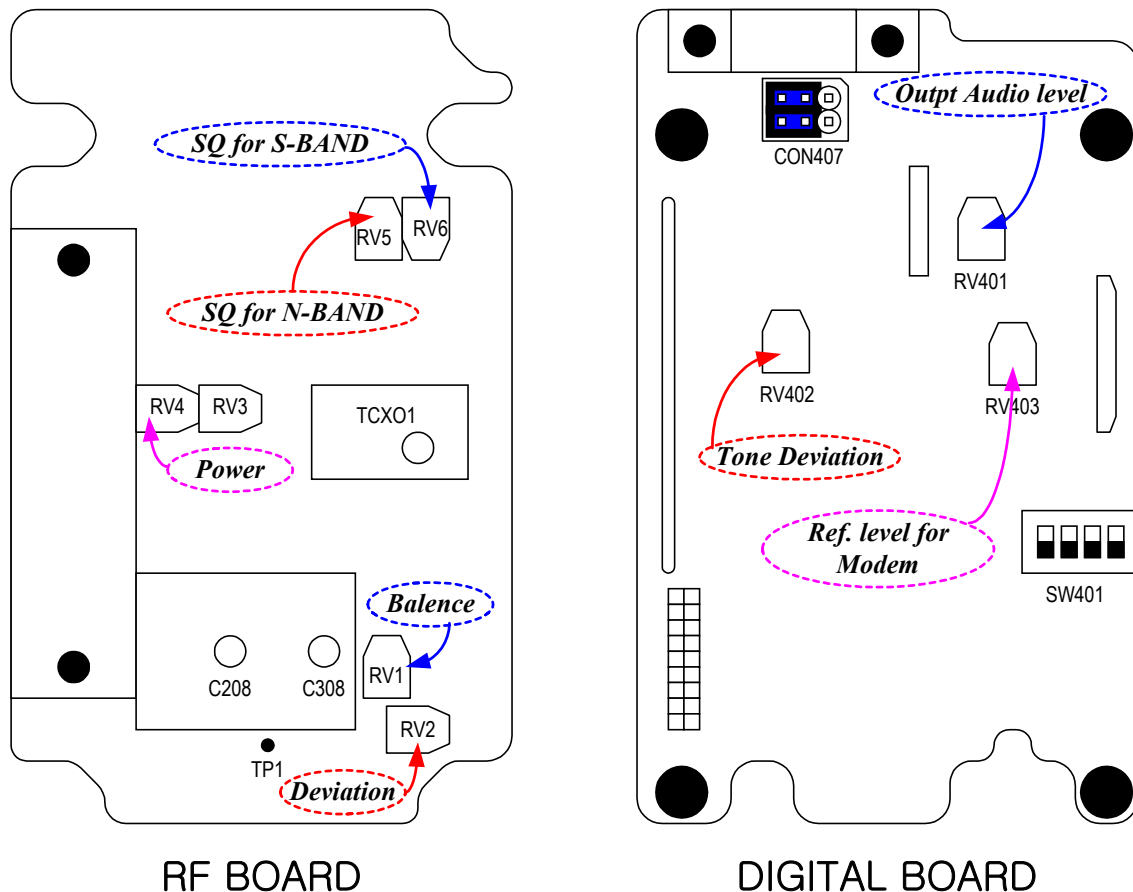 SQ for S-BAND
RV5
RV6
SQ for N-BAND
RV4
RV3
TCXO1
Power
Balence
C208
C308
RV1
RV2
TP1
Deviation
RF BOARD
Outpt Audio level
CON407
RV401
RV402
RV403
Tone Deviation
Ref. level for
Modem
SW401
DIGITAL BOARD